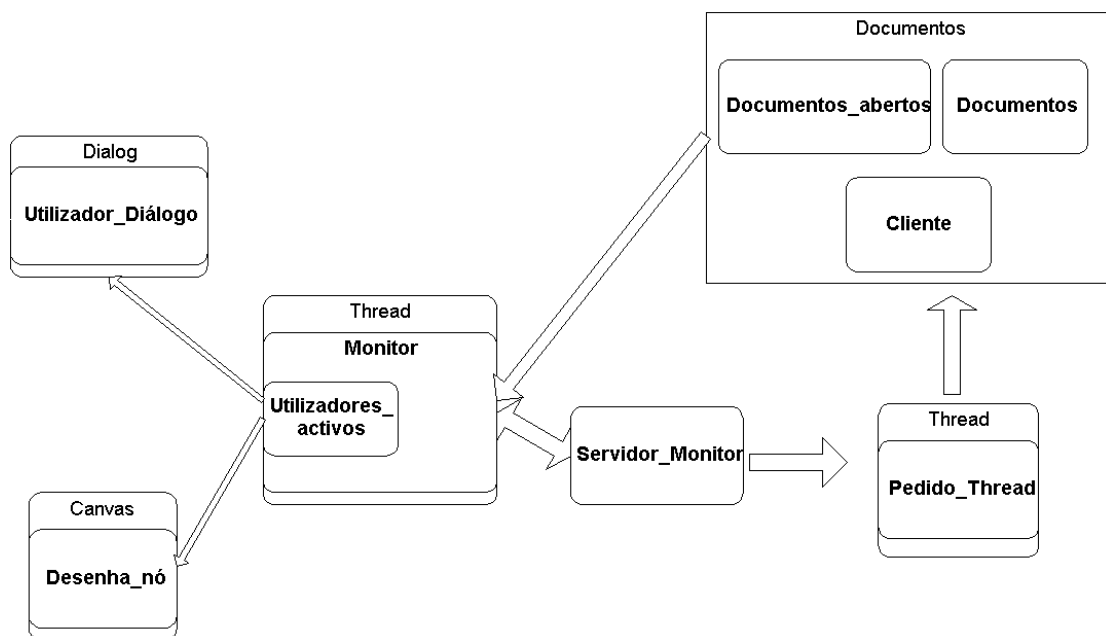 Documentos
Documentos_abertos
Documentos
Cliente
Dialog
Utilizador_Diálogo
Thread
Monitor
Utilizadores_
activos
Servidor_Monitor
Thread
Pedido_Thread
Canvas
Desenha_nó